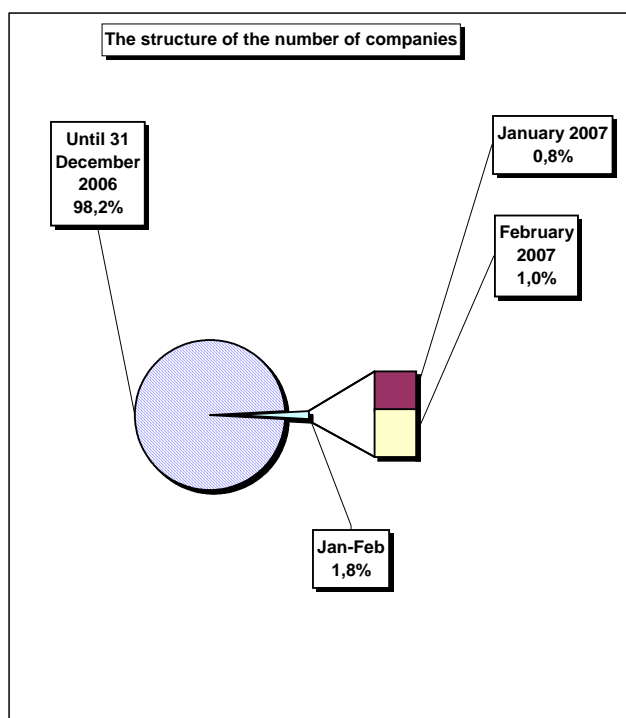 The structure of the number of companies
Until 31
December
2006
98,2%
January 2007
0,8%
February
2007
1,0%
Jan-Feb
1,8%